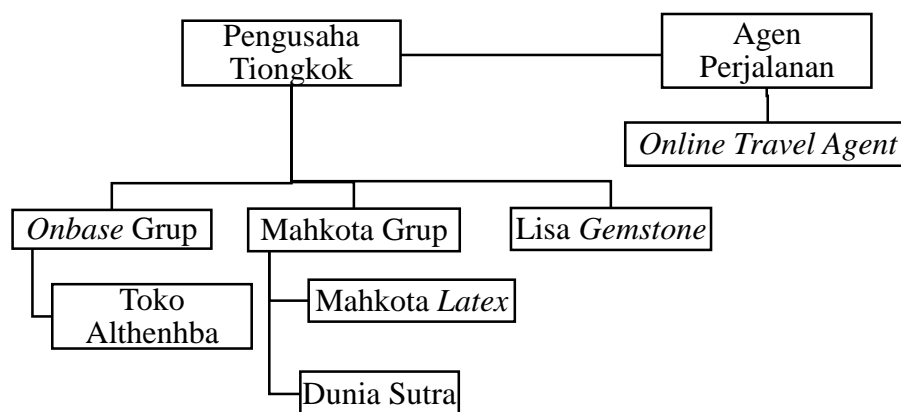 Pengusaha
Tiongkok
Agen
Perjalanan
Online Travel Agent
Onbase Grup
Mahkota Grup
Lisa Gemstone
Toko
Althenhba
Mahkota Latex
Dunia Sutra